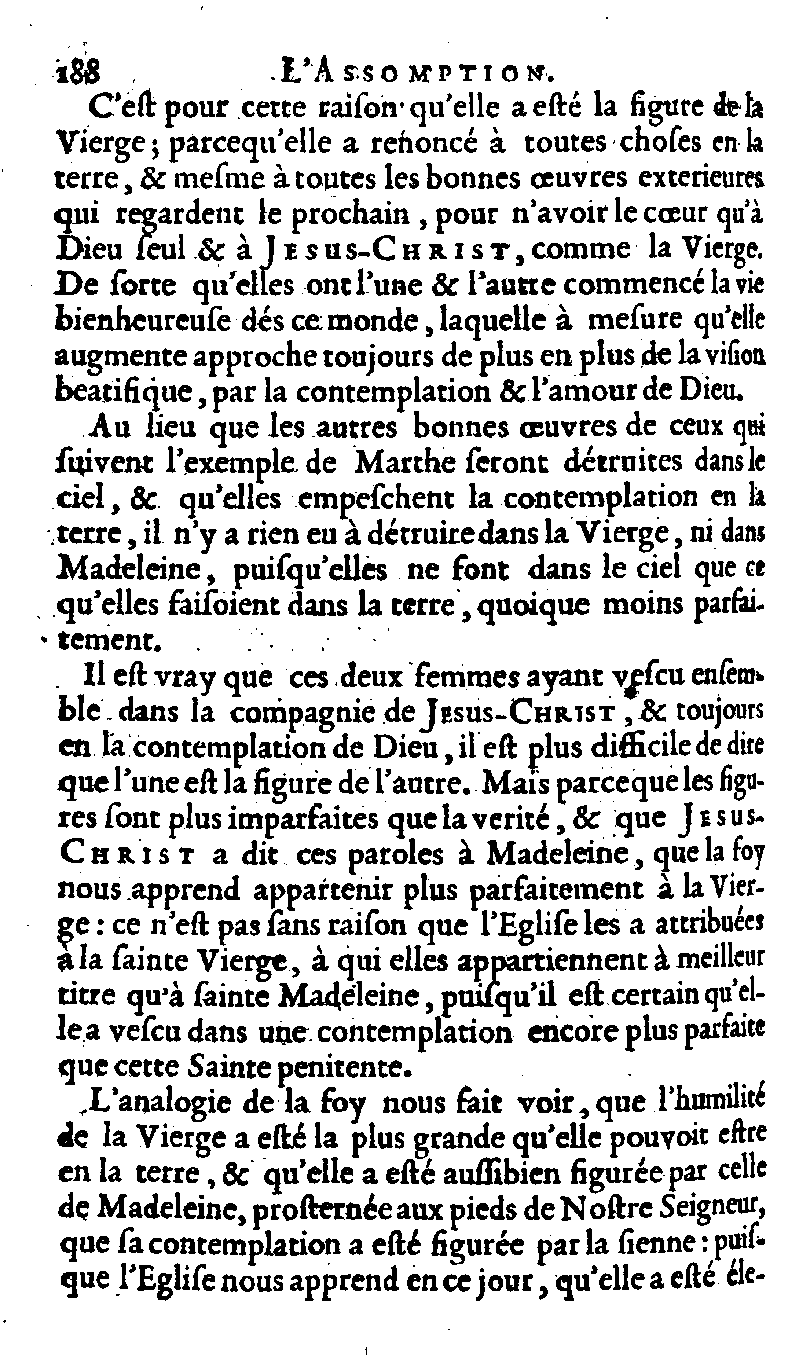 188 L'ASSOMPTION.
C'eſt pour cette raiſon qu'elle a eſté la figure de la
Vierge; parcequ'elle a renoncé à toutes choſes en la
terre, & meſme à toutes les bonnes œuvres exterieures
qui regardent le prochain, pour n'avoir le cœur qu'à
Dieu ſeul & à JESUS-CHRIST, comme la Vierge.
De ſorte qu'elles ont l'une & l'autre commencé la vie
bienheureuſe dés ce monde, laquelle à meſure qu'elle
augmente approche toujours de plus en plus de la viſion
beatifique, par la contemplation & l'amour de Dieu.
Au lieu que les autres bonnes œuvres de ceux qui
ſuivent l'exemple de Marthe ſeront détruites dans le
ciel, & qu'elles empeſchent la contemplation en la
terre, il n'y a rien eu à détruire dans la Vierge, ni dans
Madeleine, puiſqu'elles ne font dans le ciel que ce
qu'elles faiſoient dans la terre, quoique moins parfai-
tement.
Il eſt vray que ces deux femmes ayant veſcu enſem-
ble dans la compagnie de JESUS-CHRIST, & toujours
en la contemplation de Dieu, il eſt plus difficile de dire
que l'une eſt la figure de l'autre. Mais parceque les figu-
res ſont plus imparfaites que la verité, & que JESUS-
CHRIST a dit ces paroles à Madeleine, que la foy
nous apprend appartenir plus parfaitement à la Vier-
ge: ce n'eſt pas ſans raiſon que l'Egliſe les a attribuées
à la ſainte Vierge, à qui elles appartiennent à meilleur
titre qu'à ſainte Madeleine, puiſqu'il eſt certain qu'el-
le a veſcu dans une contemplation encore plus parfaite
que cette Sainte penitente.
L'analogie de la foy nous fait voir, que l'humilité
de la Vierge a eſté la plus grande qu'elle pouvoit eſtre
en la terre, & qu'elle a eſté auſſibien figurée par celle
de Madeleine, proſternée aux pieds de Noſtre Seigneur,
que ſa contemplation a eſté figurée par la ſienne: puiſ-
que l'Egliſe nous apprend en ce jour, qu'elle a eſté éle-